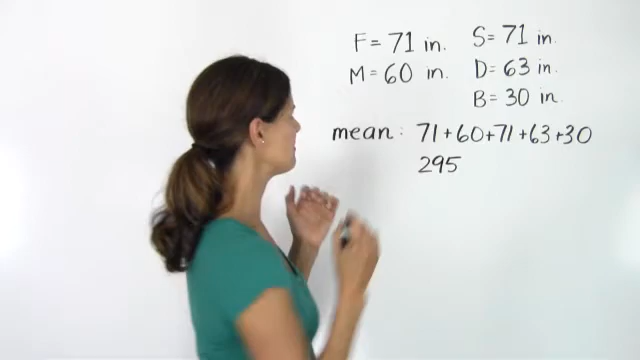 F = 71 in.
M = 60 in.
S = 71 in.
D = 63 in.
B = 30 in.
mean: 71+60+71+63+30
295